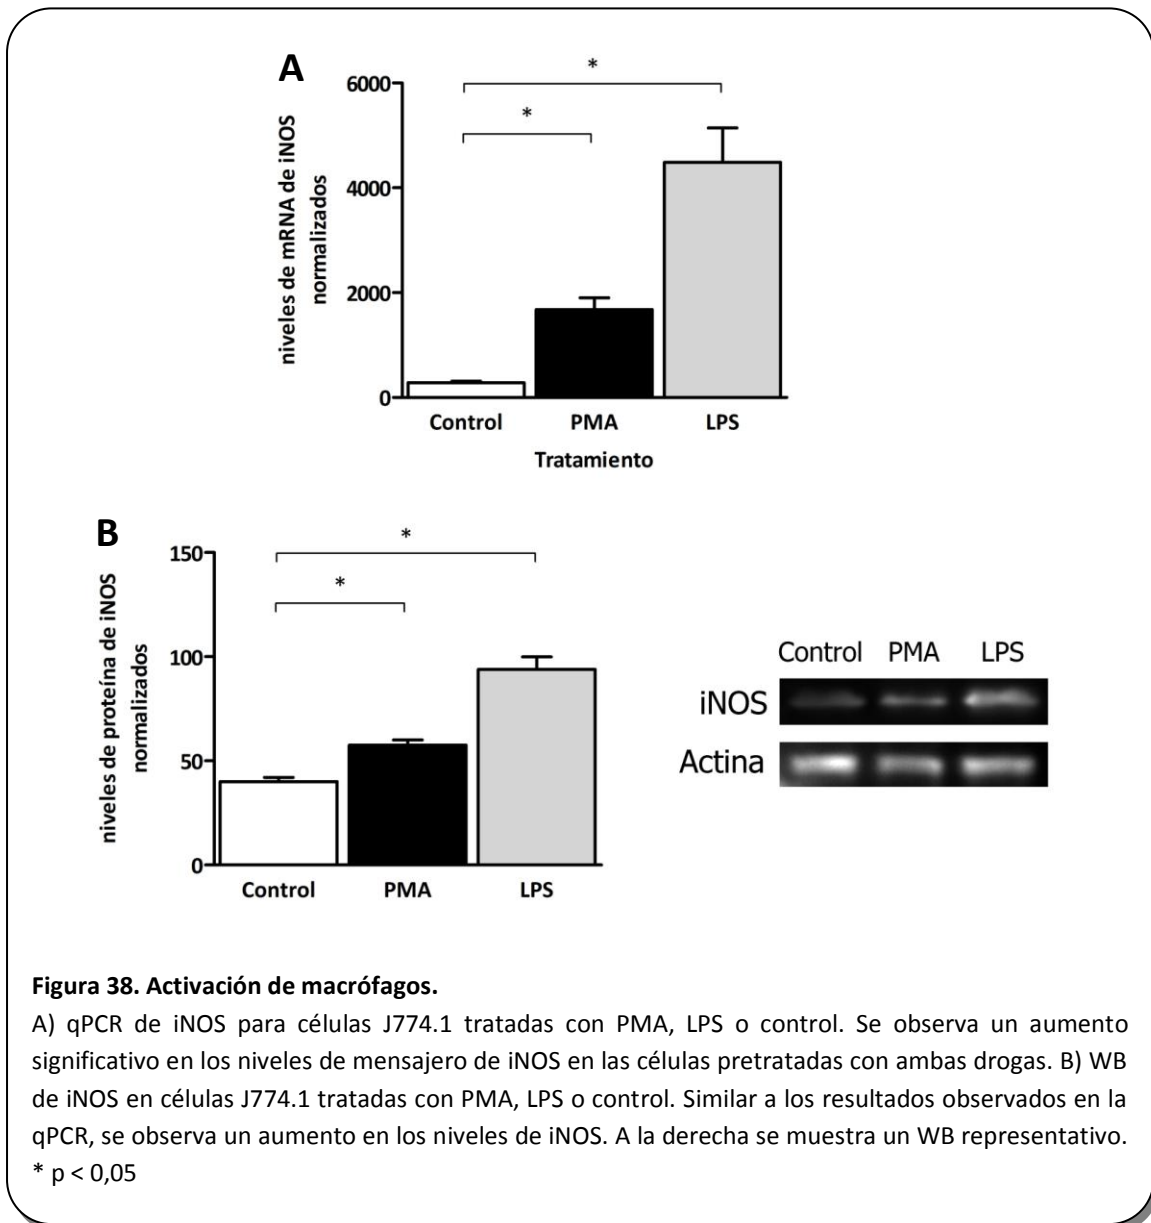 A
*
*
6000
4000
2000
0
niveles de mRNA de iNOS
normalizados
Control PMA LPS
Tratamiento
B
*
*
150
100
50
0
niveles de proteína de iNOS
normalizados
Control PMA LPS
Control PMA LPS
iNOS
Actina
Figura 38. Activación de macrófagos.
A) qPCR de iNOS para células J774.1 tratadas con PMA, LPS o control. Se observa un aumento
significativo en los niveles de mensajero de iNOS en las células pretratadas con ambas drogas. B) WB
de iNOS en células J774.1 tratadas con PMA, LPS o control. Similar a los resultados observados en la
qPCR, se observa un aumento en los niveles de iNOS. A la derecha se muestra un WB representativo.
* p < 0,05